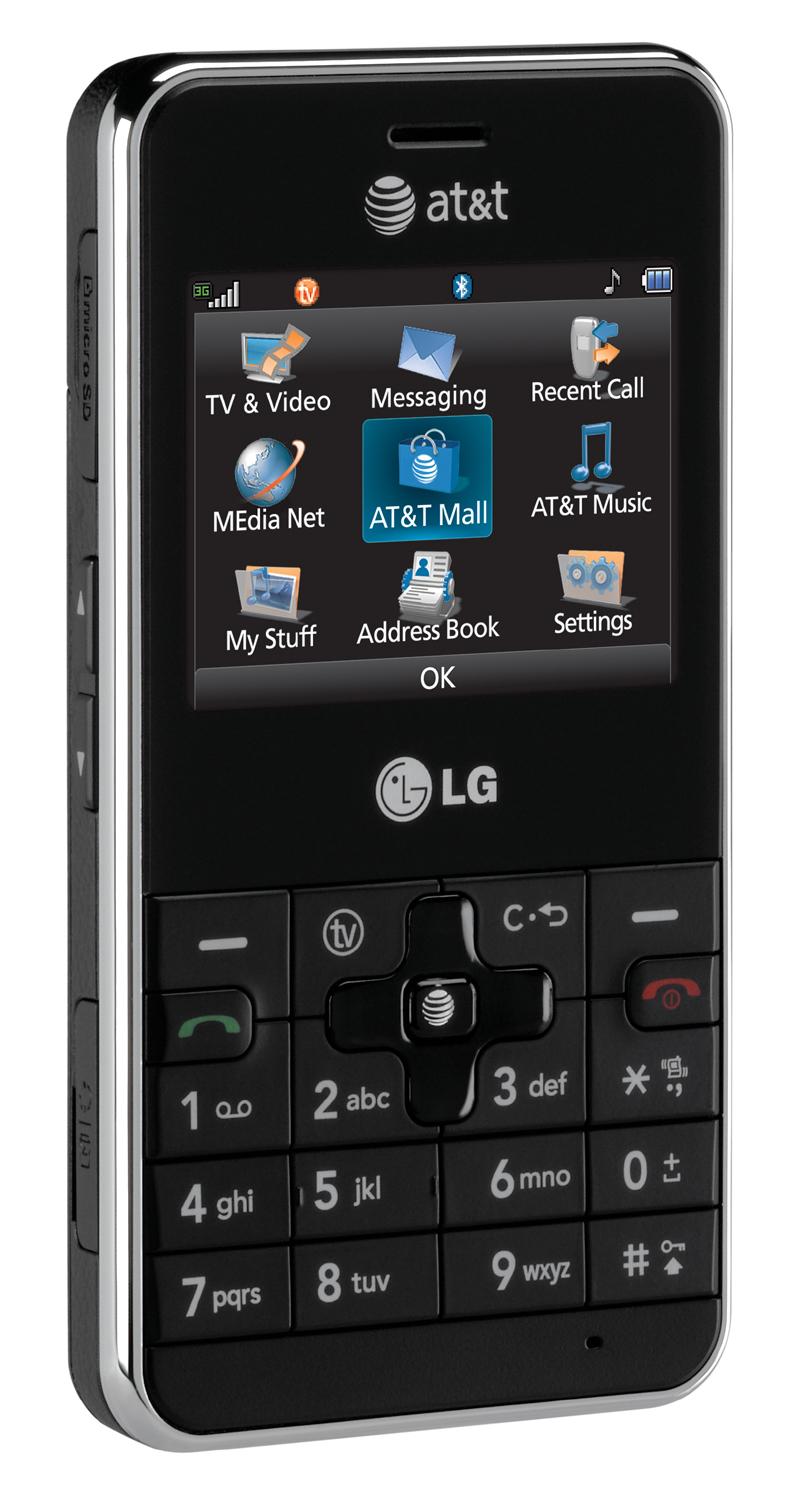 at&t
micro SD
3G
tv
TV & Video
Messaging
Recent Call
MEdia Net
AT&T Mall
AT&T Music
My Stuff
Address Book
Settings
OK
LG
tv
C
1
2 abc
3 def
*
4 ghi
5 jkl
6 mno
0 +
7 pqrs
8 tuv
9 wxyz
#